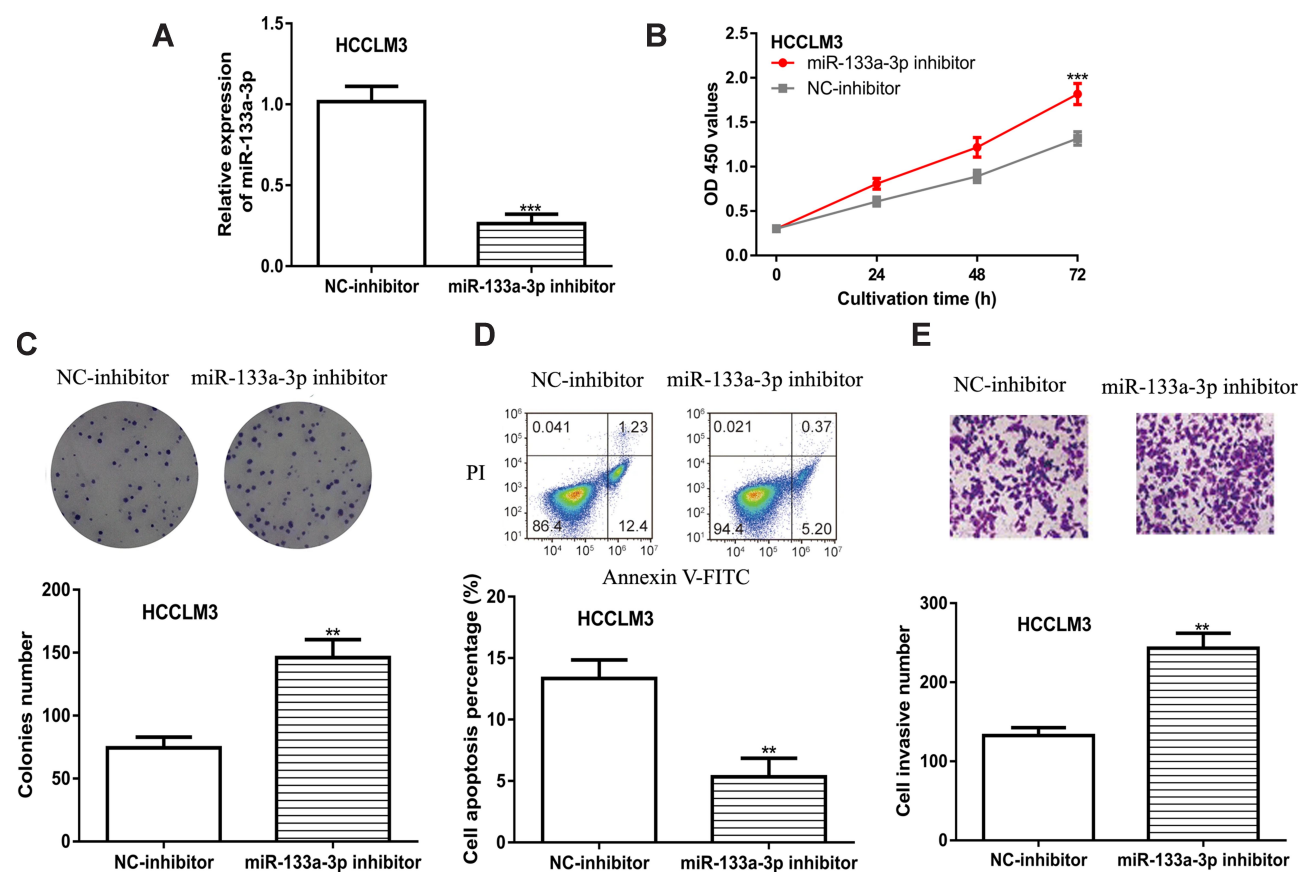 A
1.5
1.0
0.5
0.0
Relative expression
of miR-133a-3p
HCCLM3
***
NC-inhibitor
miR-133a-3p inhibitor
B
2.5
2.0
1.5
1.0
0.5
0.0
OD 450 values
HCCLM3
miR-133a-3p inhibitor
NC-inhibitor
***
0
24
48
72
Cultivation time (h)
C
NC-inhibitor
miR-133a-3p inhibitor
200
150
100
50
0
Colonies number
HCCLM3
**
NC-inhibitor
miR-133a-3p inhibitor
D
NC-inhibitor
miR-133a-3p inhibitor
PI
10⁶
10⁵
10⁴
10³
10²
10¹
0.041
1.23
86.4
12.4
10⁴
10⁵
10⁶
10⁷
10⁶
10⁵
10⁴
10³
10²
10¹
0.021
0.37
94.4
5.20
10⁴
10⁵
10⁶
10⁷
Annexin V-FITC
20
15
10
5
0
Cell apoptosis percentage (%)
HCCLM3
**
NC-inhibitor
miR-133a-3p inhibitor
E
NC-inhibitor
miR-133a-3p inhibitor
300
200
100
0
Cell invasive number
HCCLM3
**
NC-inhibitor
miR-133a-3p inhibitor